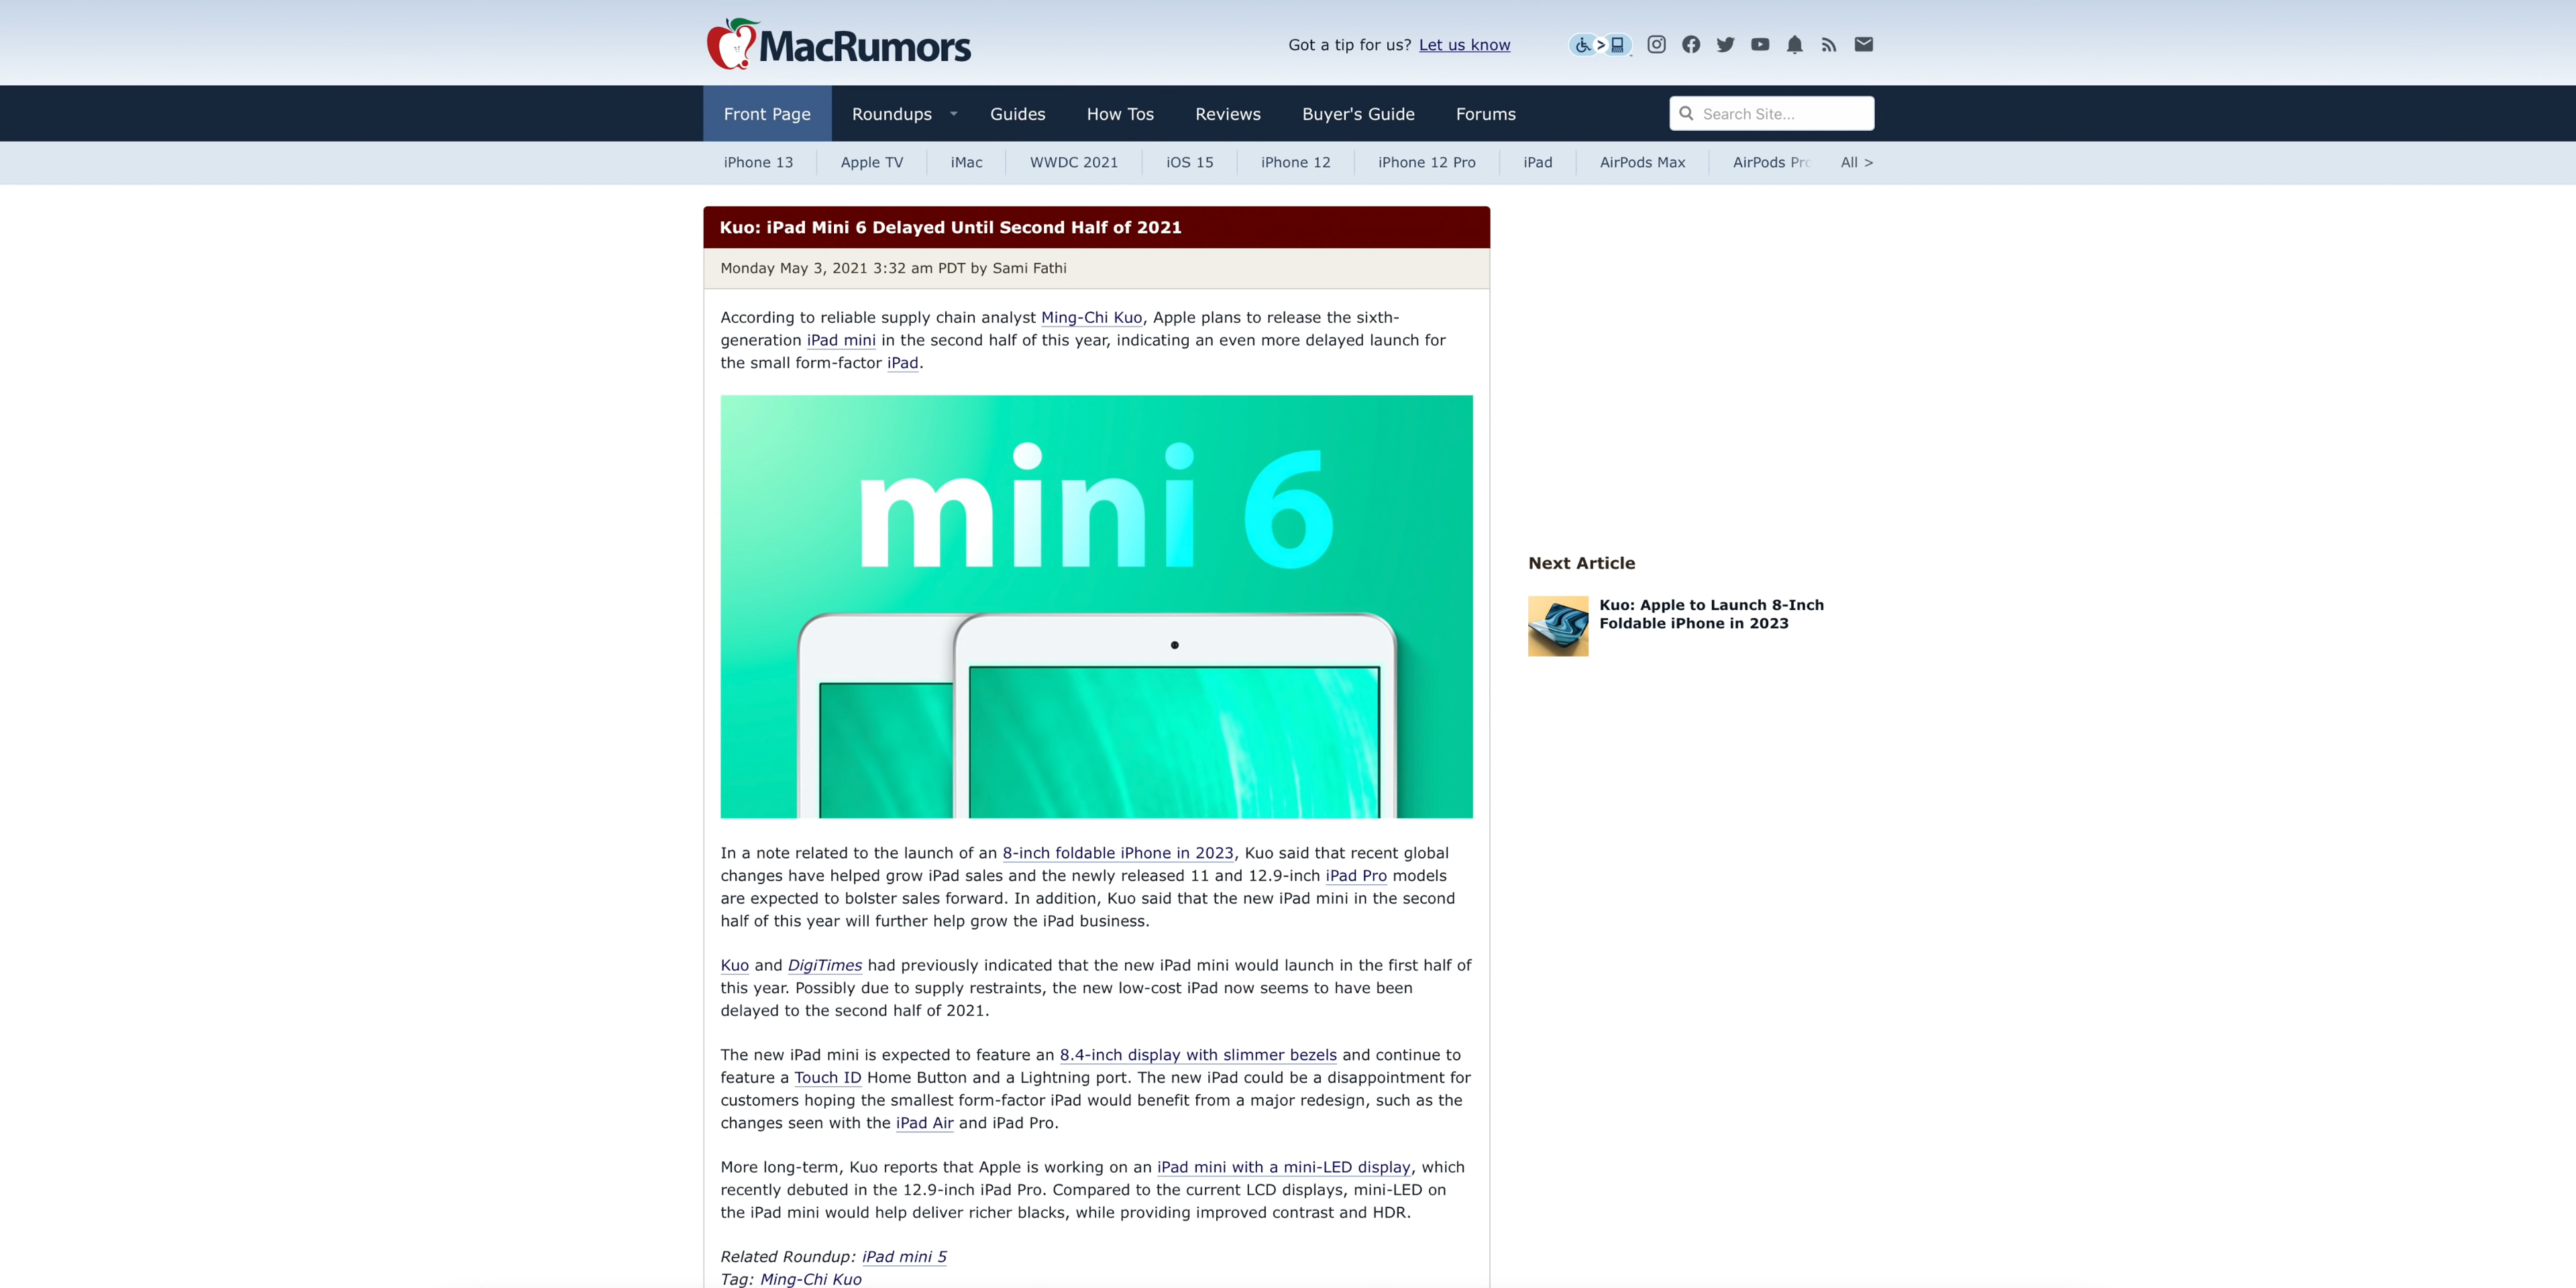 MacRumors
Got a tip for us? Let us know
Front Page
Roundups
Guides
How Tos
Reviews
Buyer's Guide
Forums
Search Site...
iPhone 13
Apple TV
iMac
WWDC 2021
iOS 15
iPhone 12
iPhone 12 Pro
iPad
AirPods Max
AirPods Pro
All >
Kuo: iPad Mini 6 Delayed Until Second Half of 2021
Monday May 3, 2021 3:32 am PDT by Sami Fathi
According to reliable supply chain analyst Ming-Chi Kuo, Apple plans to release the sixth-
generation iPad mini in the second half of this year, indicating an even more delayed launch for
the small form-factor iPad.
mini 6
Next Article
Kuo: Apple to Launch 8-Inch
Foldable iPhone in 2023
In a note related to the launch of an 8-inch foldable iPhone in 2023, Kuo said that recent global
changes have helped grow iPad sales and the newly released 11 and 12.9-inch iPad Pro models
are expected to bolster sales forward. In addition, Kuo said that the new iPad mini in the second
half of this year will further help grow the iPad business.
Kuo and DigiTimes had previously indicated that the new iPad mini would launch in the first half of
this year. Possibly due to supply restraints, the new low-cost iPad now seems to have been
delayed to the second half of 2021.
The new iPad mini is expected to feature an 8.4-inch display with slimmer bezels and continue to
feature a Touch ID Home Button and a Lightning port. The new iPad could be a disappointment for
customers hoping the smallest form-factor iPad would benefit from a major redesign, such as the
changes seen with the iPad Air and iPad Pro.
More long-term, Kuo reports that Apple is working on an iPad mini with a mini-LED display, which
recently debuted in the 12.9-inch iPad Pro. Compared to the current LCD displays, mini-LED on
the iPad mini would help deliver richer blacks, while providing improved contrast and HDR.
Related Roundup: iPad mini 5
Tag: Ming-Chi Kuo